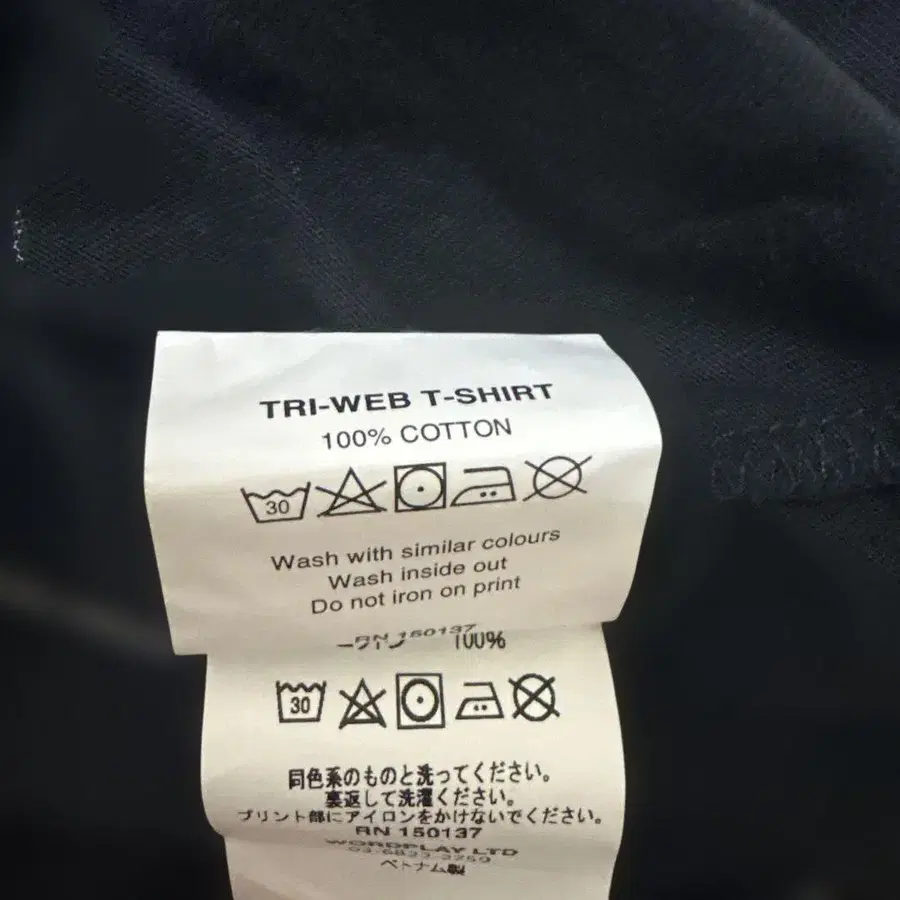 TRI-WEB T-SHIRT
100% COTTON
30
Wash with similar colours
Wash inside out
Do not iron on print
RN 150137
100%
30
同色系のものと洗ってください。
裏返して洗濯ください。
プリント部にアイロンをかけないでください。
RN 150137
WORDPLAY LTD
ベトナム製